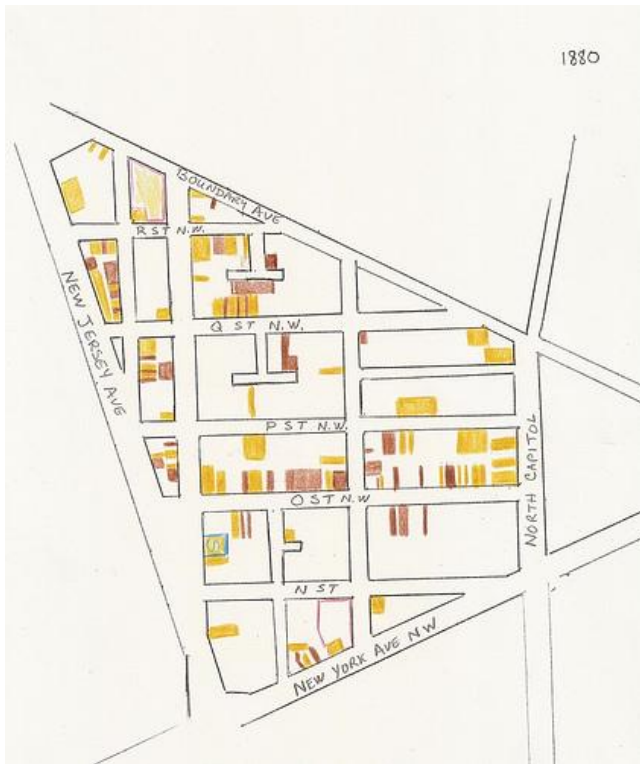 1880
BOUNDARY AVE
R ST N.W.
NEW JERSEY AVE
Q ST N.W.
P ST N.W.
O ST N.W
NORTH CAPITOL
N ST
NEW YORK AVE NW